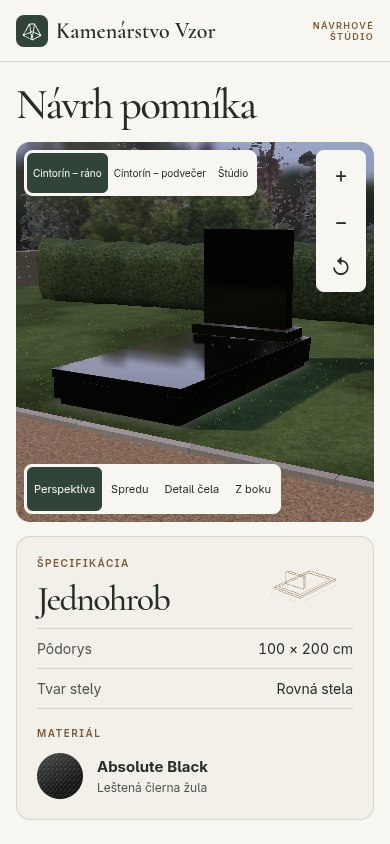 Kamenárstvo Vzor
NÁVRHOVÉ
ŠTÚDIO
Návrh pomníka
Cintorín – ráno Cintorín – podvečer Štúdio
+
−
Perspektíva Spredu Detail čela Z boku
ŠPECIFIKÁCIA
Jednohrob
Pôdorys 100 × 200 cm
Tvar stely Rovná stela
MATERIÁL
Absolute Black
Leštená čierna žula